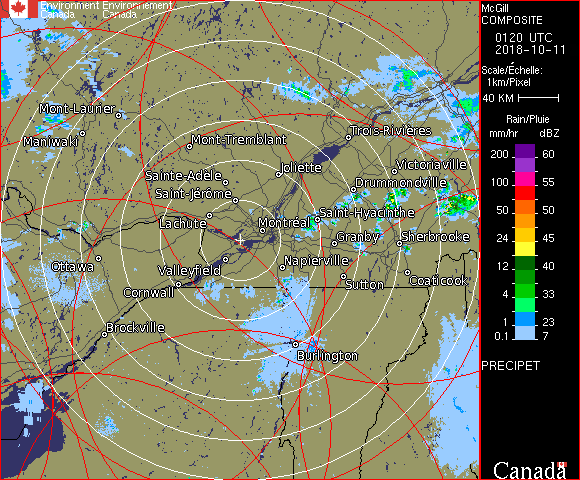 Environment Environnement
Canada Canada
McGill
COMPOSITE
0120 UTC
2018-10-11
Scale/Échelle:
1km/Pixel
40 KM
Rain/Pluie
mm/hr dBZ
200 60
100 55
50 50
24 45
12 40
4 33
1 23
0.1 7
PRECIPET
Canada
Mont-Laurier
Maniwaki
Mont-Tremblant
Trois-Rivières
Sainte-Adèle
Joliette
Victoriaville
Saint-Jérôme
Drummondville
Lachute
Montréal
Saint-Hyacinthe
Granby
Sherbrooke
Ottawa
Valleyfield
Napierville
Cornwall
Sutton
Coaticook
Brockville
Burlington